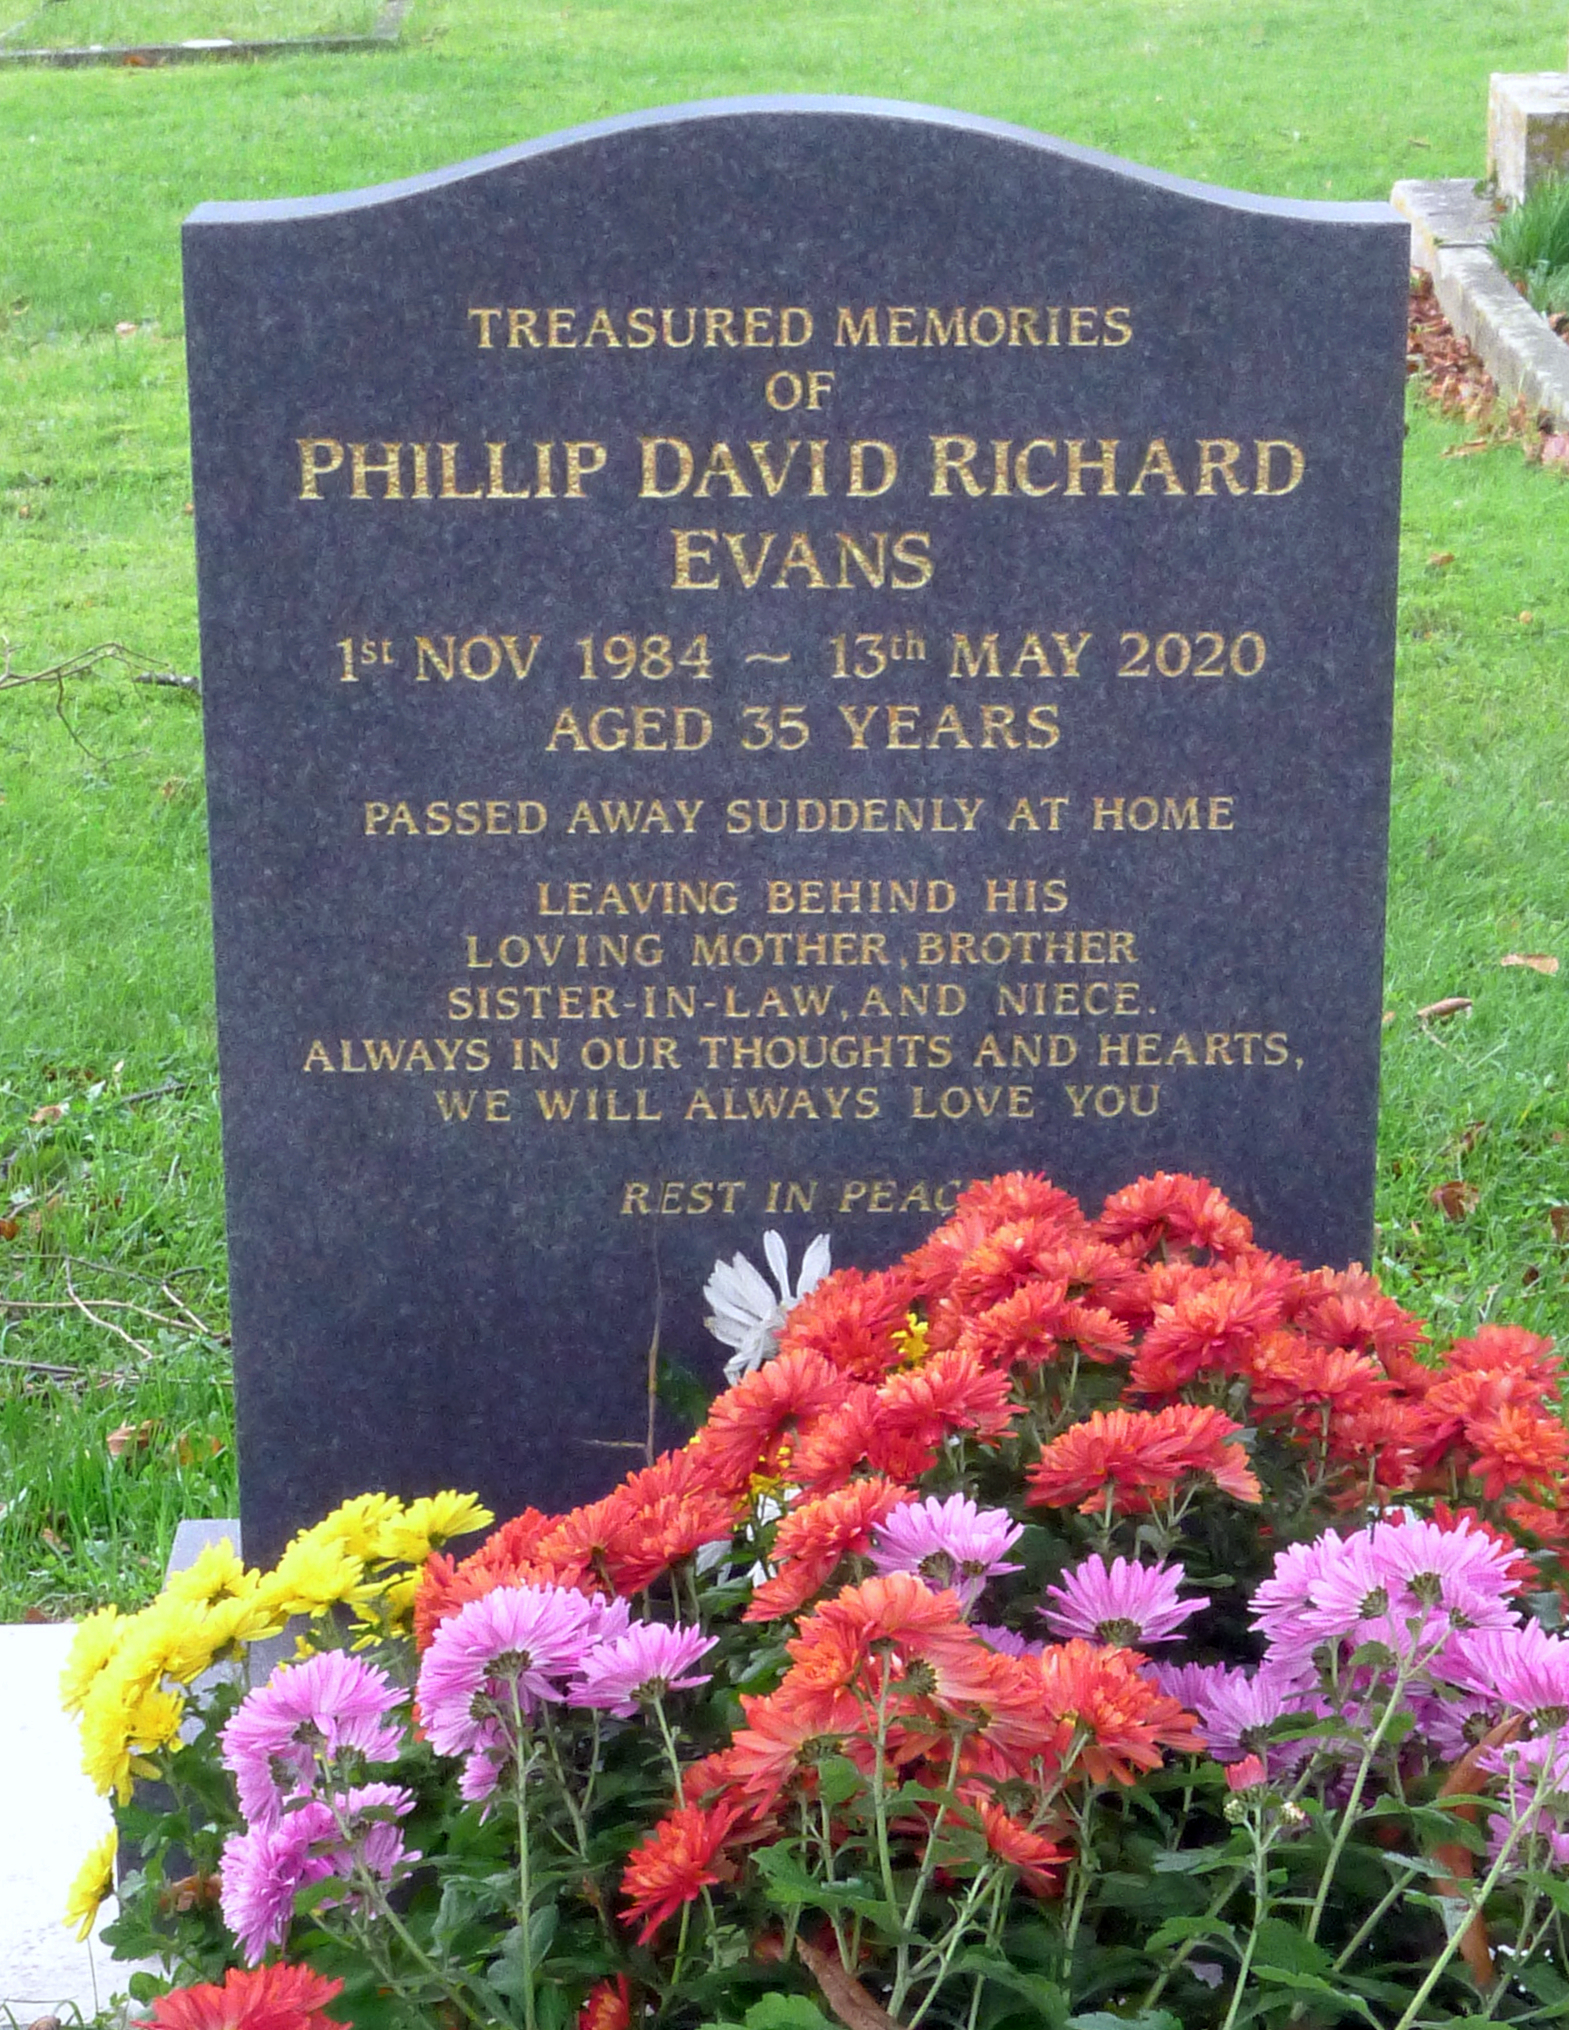 TREASURED MEMORIES
OF
PHILLIP DAVID RICHARD
EVANS
1st NOV 1984 ~ 13th MAY 2020
AGED 35 YEARS
PASSED AWAY SUDDENLY AT HOME
LEAVING BEHIND HIS
LOVING MOTHER, BROTHER
SISTER-IN-LAW, AND NIECE.
ALWAYS IN OUR THOUGHTS AND HEARTS,
WE WILL ALWAYS LOVE YOU
REST IN PEAC